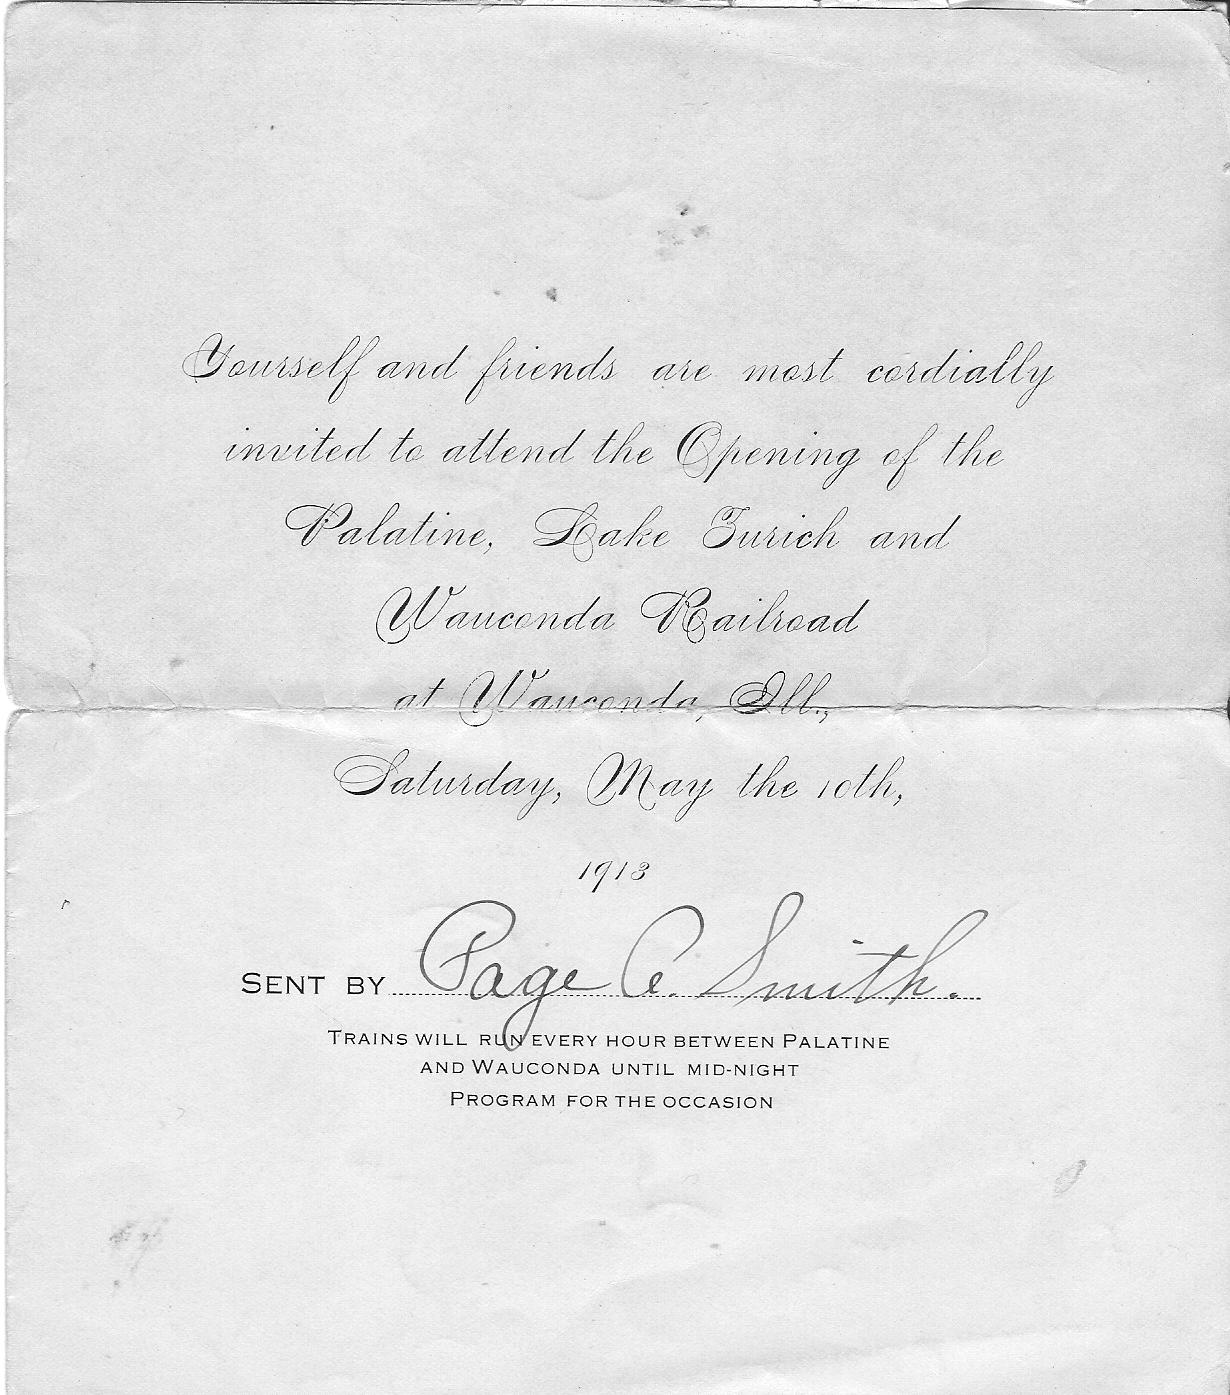 Yourself and friends are most cordially
invited to attend the Opening of the
Palatine, Lake Zurich and
Wauconda Railroad
at Wauconda, Ill.,
Saturday, May the 10th,
1913
SENT BY Page C. Smith.
TRAINS WILL RUN EVERY HOUR BETWEEN PALATINE
AND WAUCONDA UNTIL MID-NIGHT
PROGRAM FOR THE OCCASION